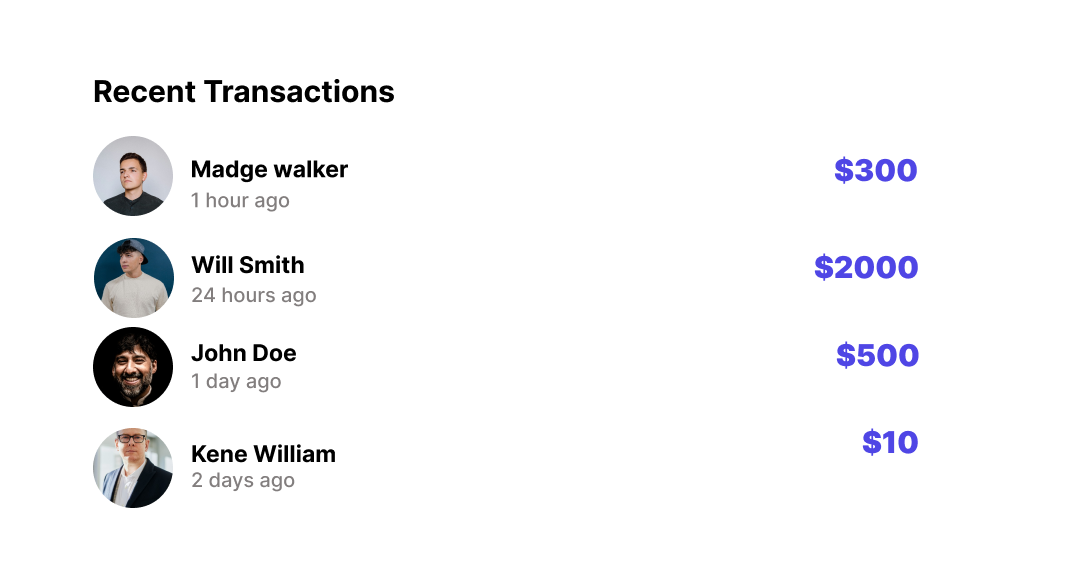 Recent Transactions
Madge walker
$300
1 hour ago
Will Smith
$2000
24 hours ago
John Doe
$500
1 day ago
Kene William
$10
2 days ago